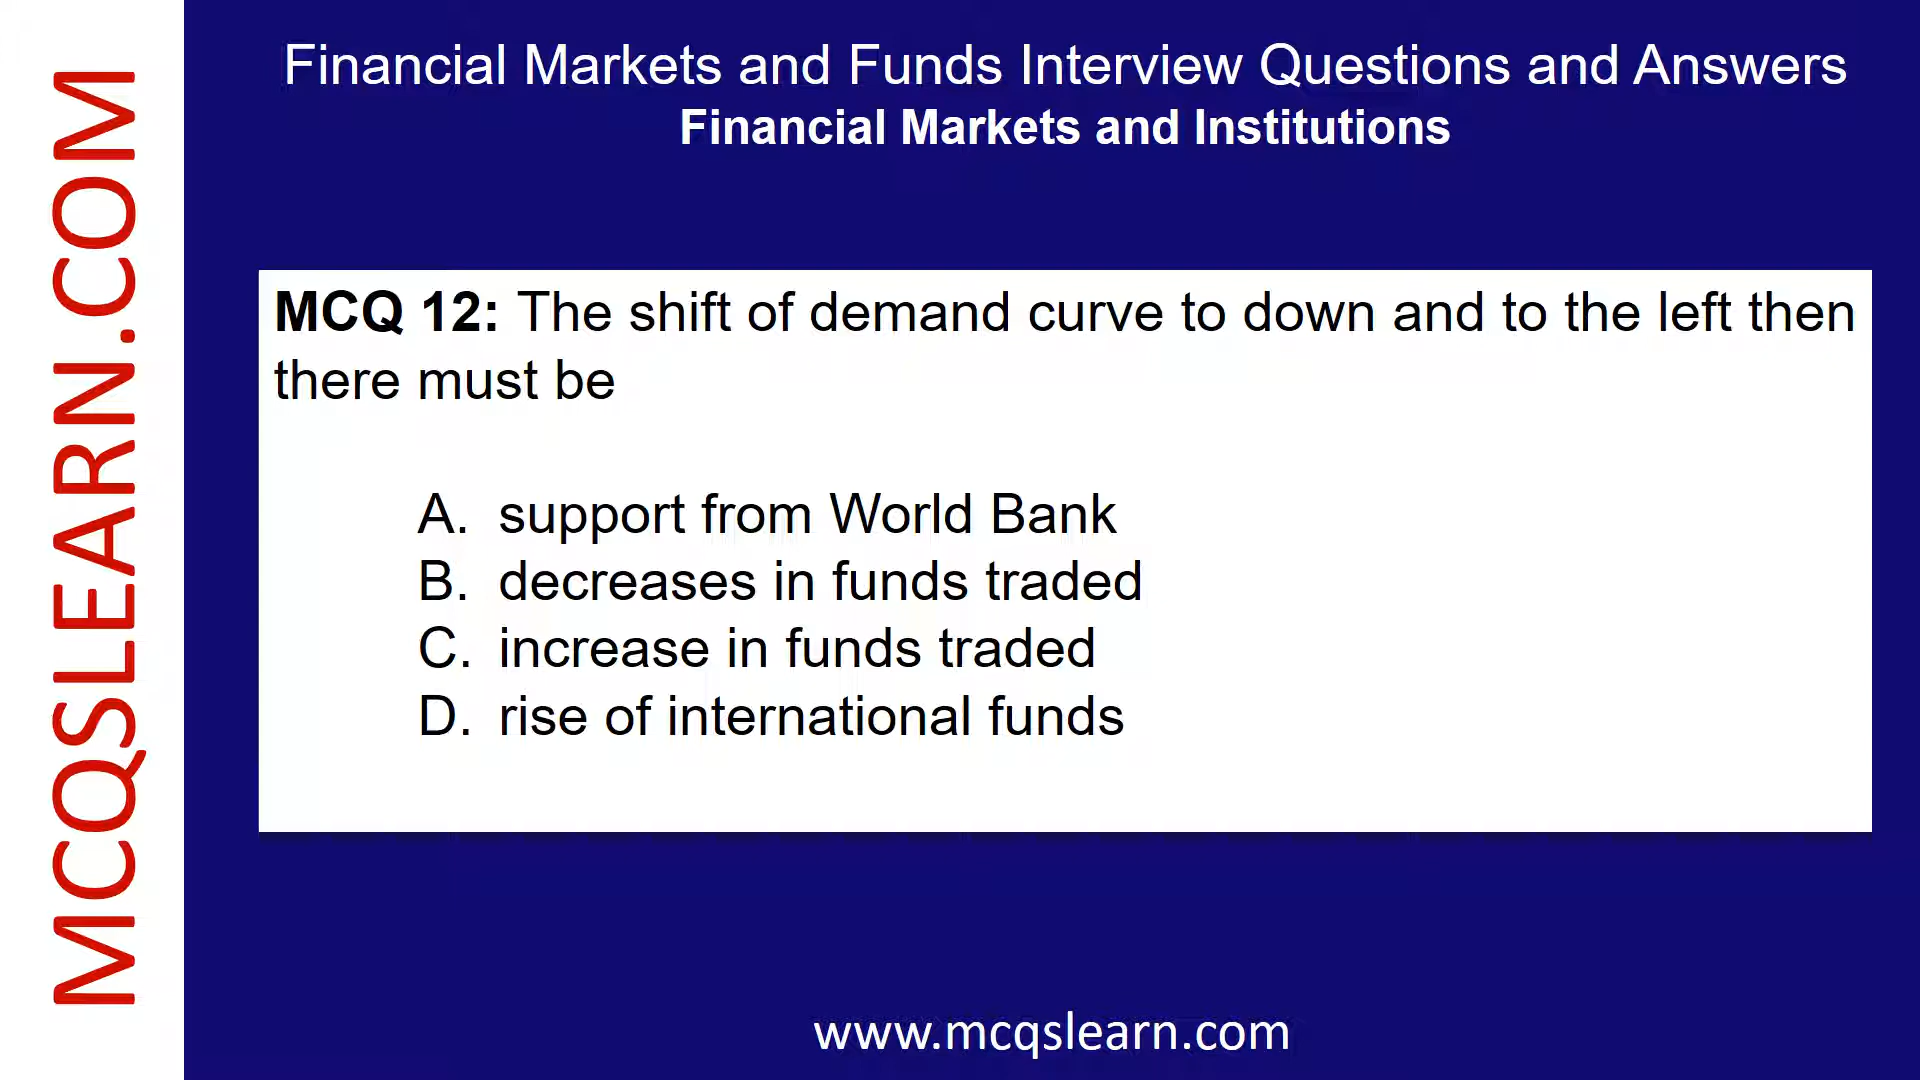 MCQSLEARN.COM
Financial Markets and Funds Interview Questions and Answers
Financial Markets and Institutions
MCQ 12: The shift of demand curve to down and to the left then
there must be
A. support from World Bank
B. decreases in funds traded
C. increase in funds traded
D. rise of international funds
www.mcqslearn.com